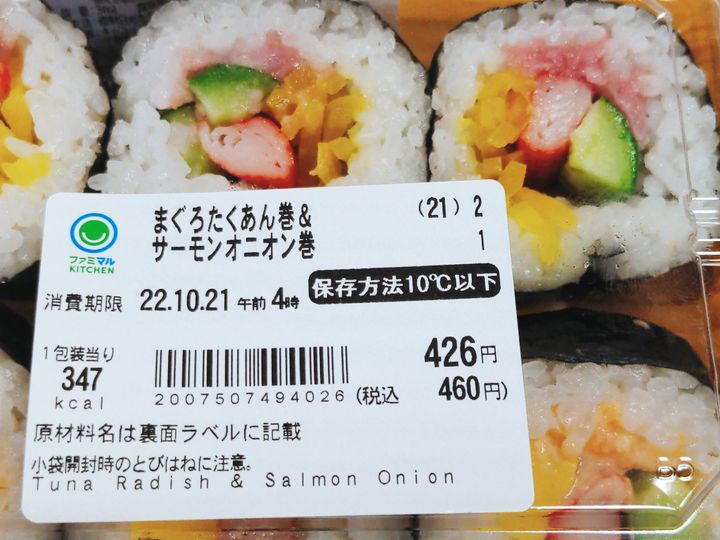 まぐろたくあん巻&
サーモンオニオン巻
(21) 2
1
ファミマル
KITCHEN
消費期限 22.10.21 午前 4時
保存方法10℃以下
1包装当り
347
kcal
2007507494026
426円
(税込 460円)
原材料名は裏面ラベルに記載
小袋開封時のとびはねに注意。
Tuna Radish & Salmon Onion